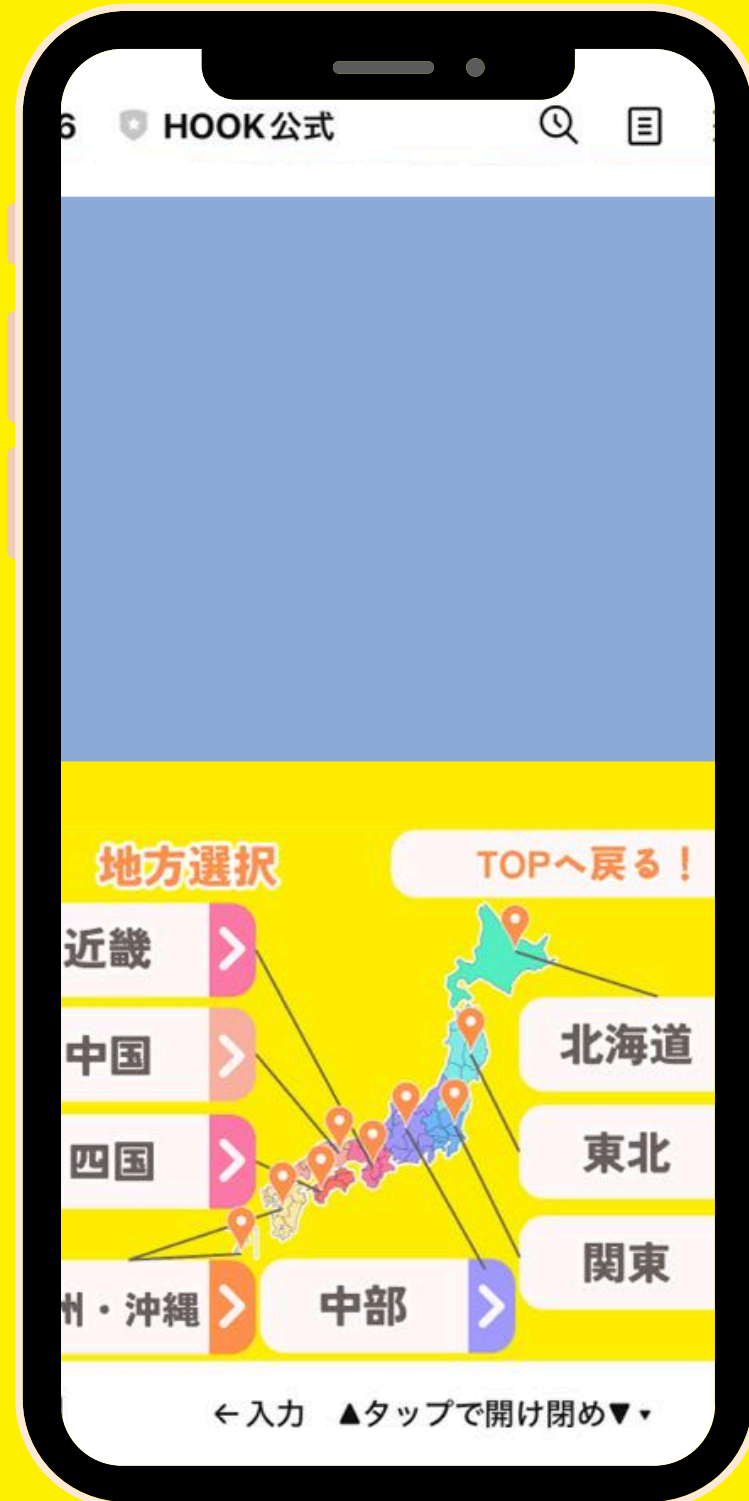 6 HOOK公式
地方選択
TOPへ戻る！
近畿
中国
四国
州・沖縄
中部
北海道
東北
関東
←入力 ▲タップで開け閉め▼▾